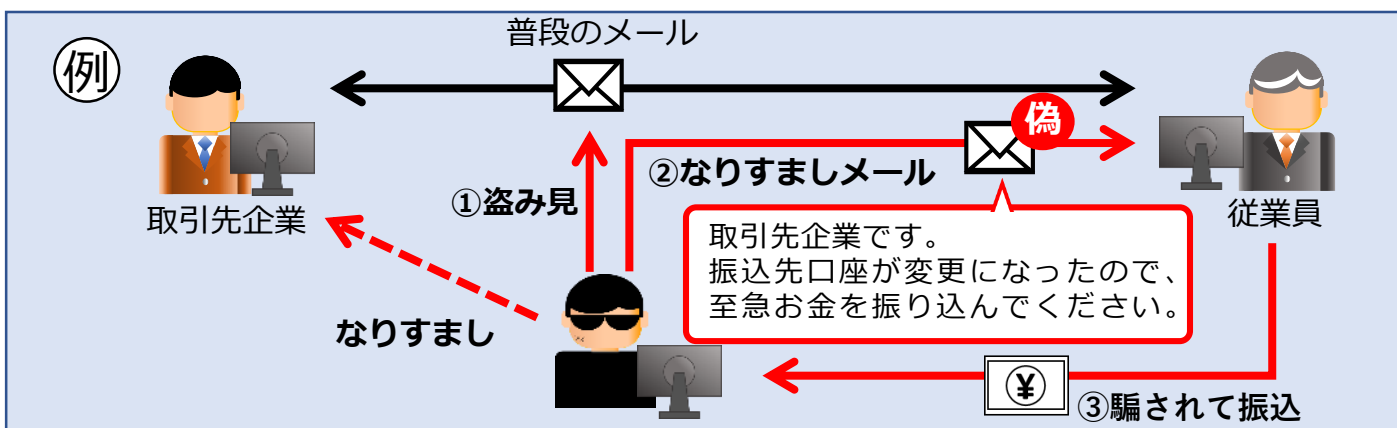 例
普段のメール
偽
②なりすましメール
①盗み見
取引先企業
従業員
取引先企業です。
振込先口座が変更になったので、
至急お金を振り込んでください。
なりすまし
¥
③騙されて振込